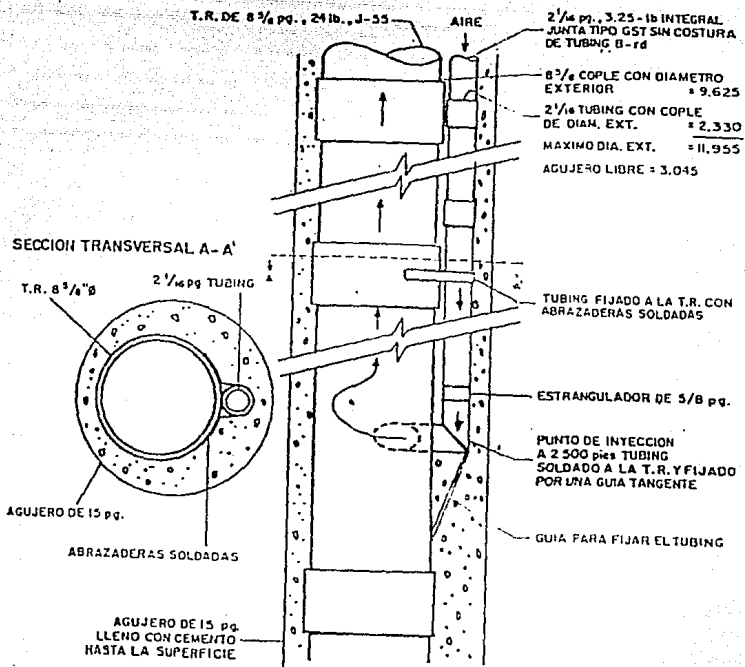 T.R. DE 8 5/8 pg., 24 lb., J-55
AIRE
2 1/16 pg., 3.25-lb INTEGRAL
JUNTA TIPO GST SIN COSTURA
DE TUBING 8-rd
8 5/8 COPLE CON DIAMETRO
EXTERIOR = 9.625
2 1/16 TUBING CON COPLE
DE DIAM. EXT. = 2.330
MAXIMO DIA. EXT. = 11.955
AGUJERO LIBRE = 3.045
SECCION TRANSVERSAL A-A'
T.R. 8 5/8"Ø
2 1/16 pg TUBING
A
TUBING FIJADO A LA T.R. CON
ABRAZADERAS SOLDADAS
ESTRANGULADOR DE 5/8 pg.
PUNTO DE INYECCION
A 2 500 pies TUBING
SOLDADO A LA T.R. Y FIJADO
POR UNA GUIA TANGENTE
AGUJERO DE 15 pg.
ABRAZADERAS SOLDADAS
GUIA PARA FIJAR EL TUBING
AGUJERO DE 15 pg.
LLENO CON CEMENTO
HASTA LA SUPERFICIE